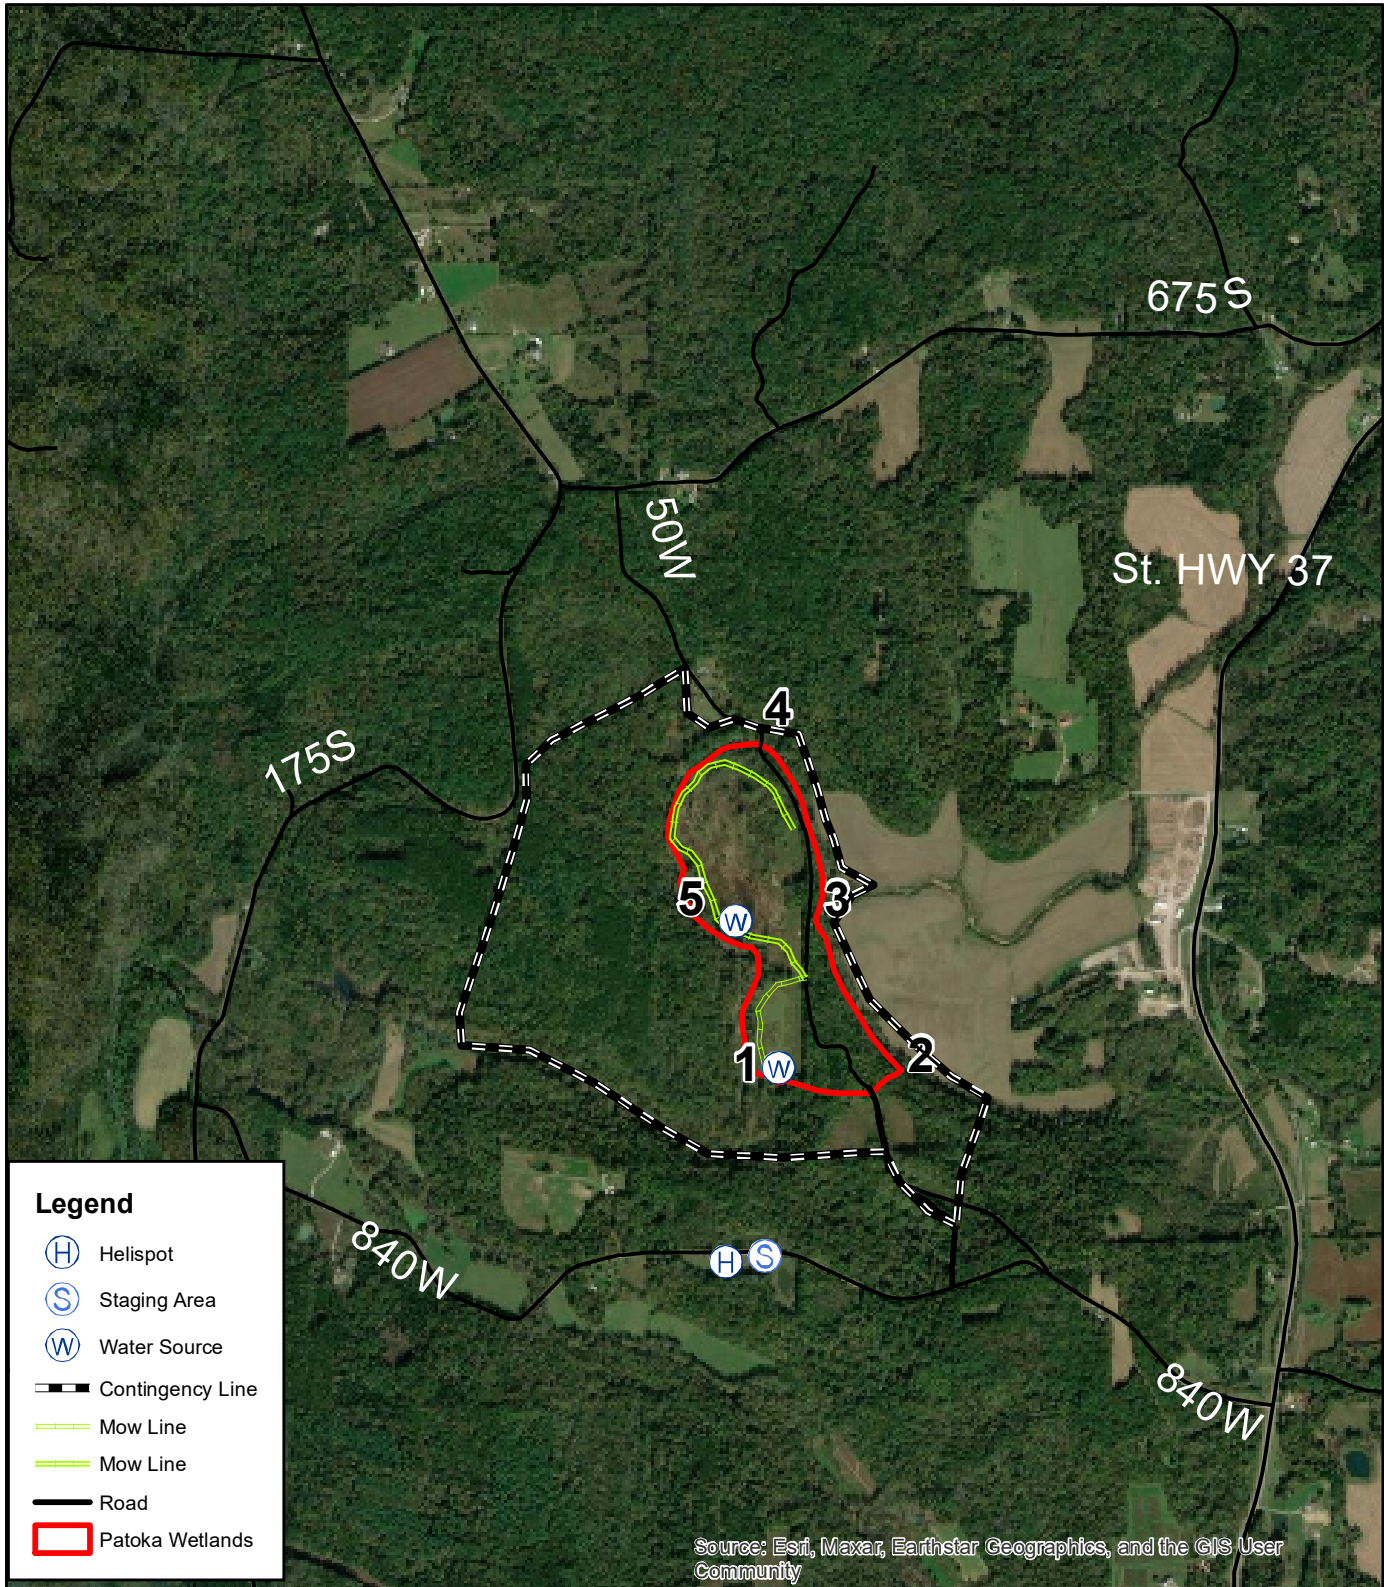 675 S
50W
St. HWY 37
4
175S
5
3
W
1
W
2
H
S
840W
840W
Legend
H Helispot
S Staging Area
W Water Source
Contingency Line
Mow Line
Mow Line
Road
Patoka Wetlands
Source: Esri, Maxar, Earthstar Geographics, and the GIS User
Community